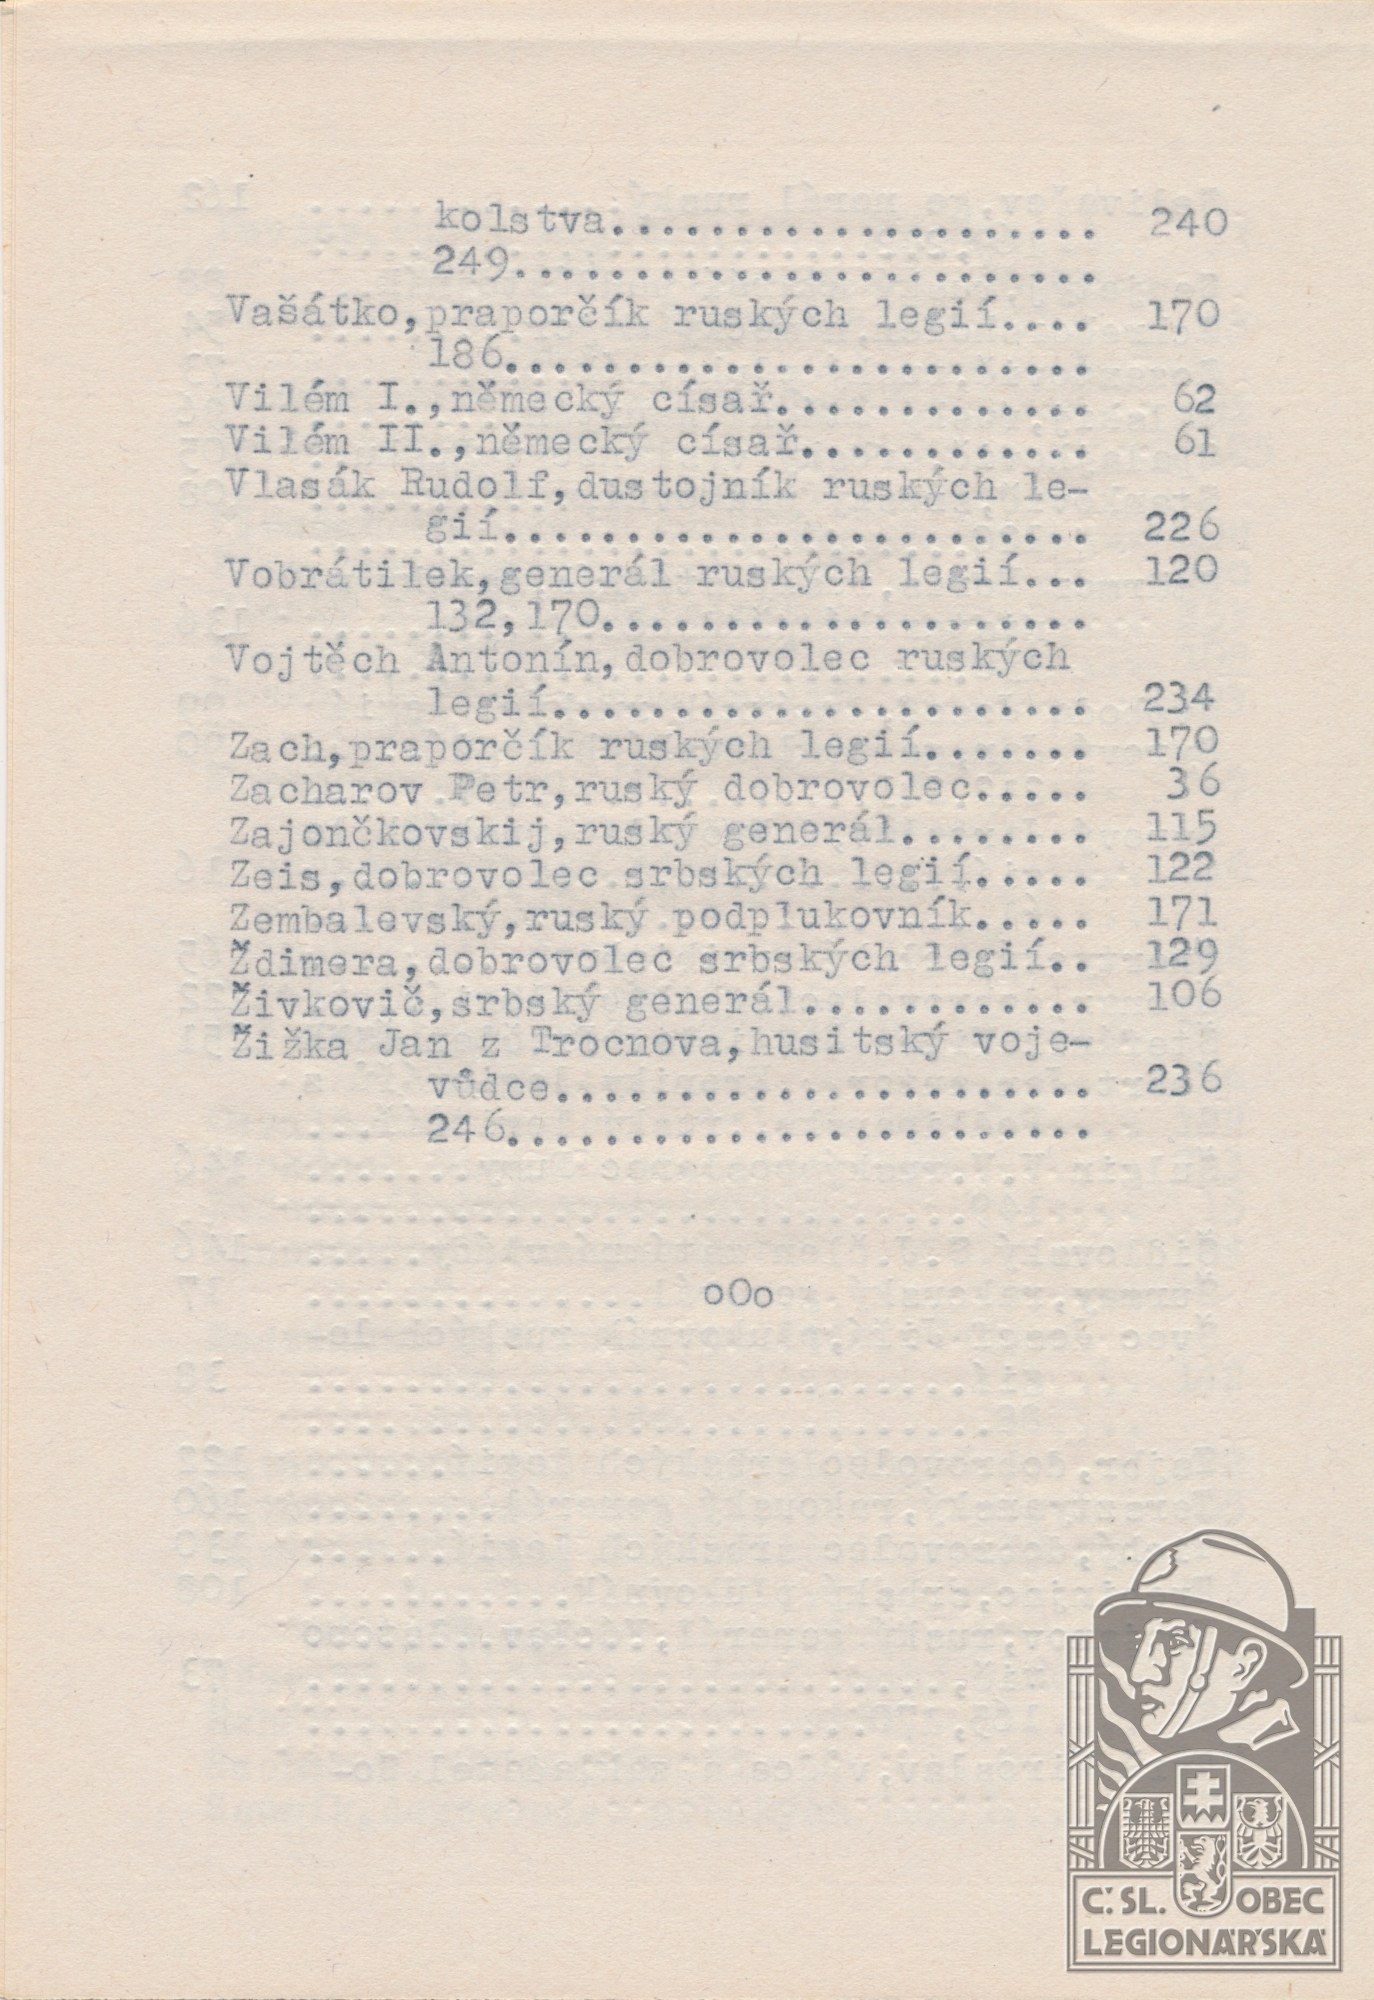 kolstva.................... 240
249........................
Vašátko,praporčík ruských legií.... 170
186........................
Vilém I.,německý císař............. 62
Vilém II.,německý císař............ 61
Vlasák Rudolf,dustojník ruských le-
gií........................ 226
Vobrátilek,generál ruských legií... 120
132,170....................
Vojtěch Antonín,dobrovolec ruských
legií...................... 234
Zach,praporčík ruských legií....... 170
Zacharov Petr,ruský dobrovolec..... 36
Zajončkovskij,ruský generál........ 115
Zeis,dobrovolec srbských legií..... 122
Zembalevský,ruský podplukovník..... 171
Ždimera,dobrovolec srbských legií.. 129
Živkovič,srbský generál............ 106
Žižka Jan z Trocnova,husitský voje-
vůdce...................... 236
246........................
oOo
Č. SL. OBEC
LEGIONÁŘSKÁ